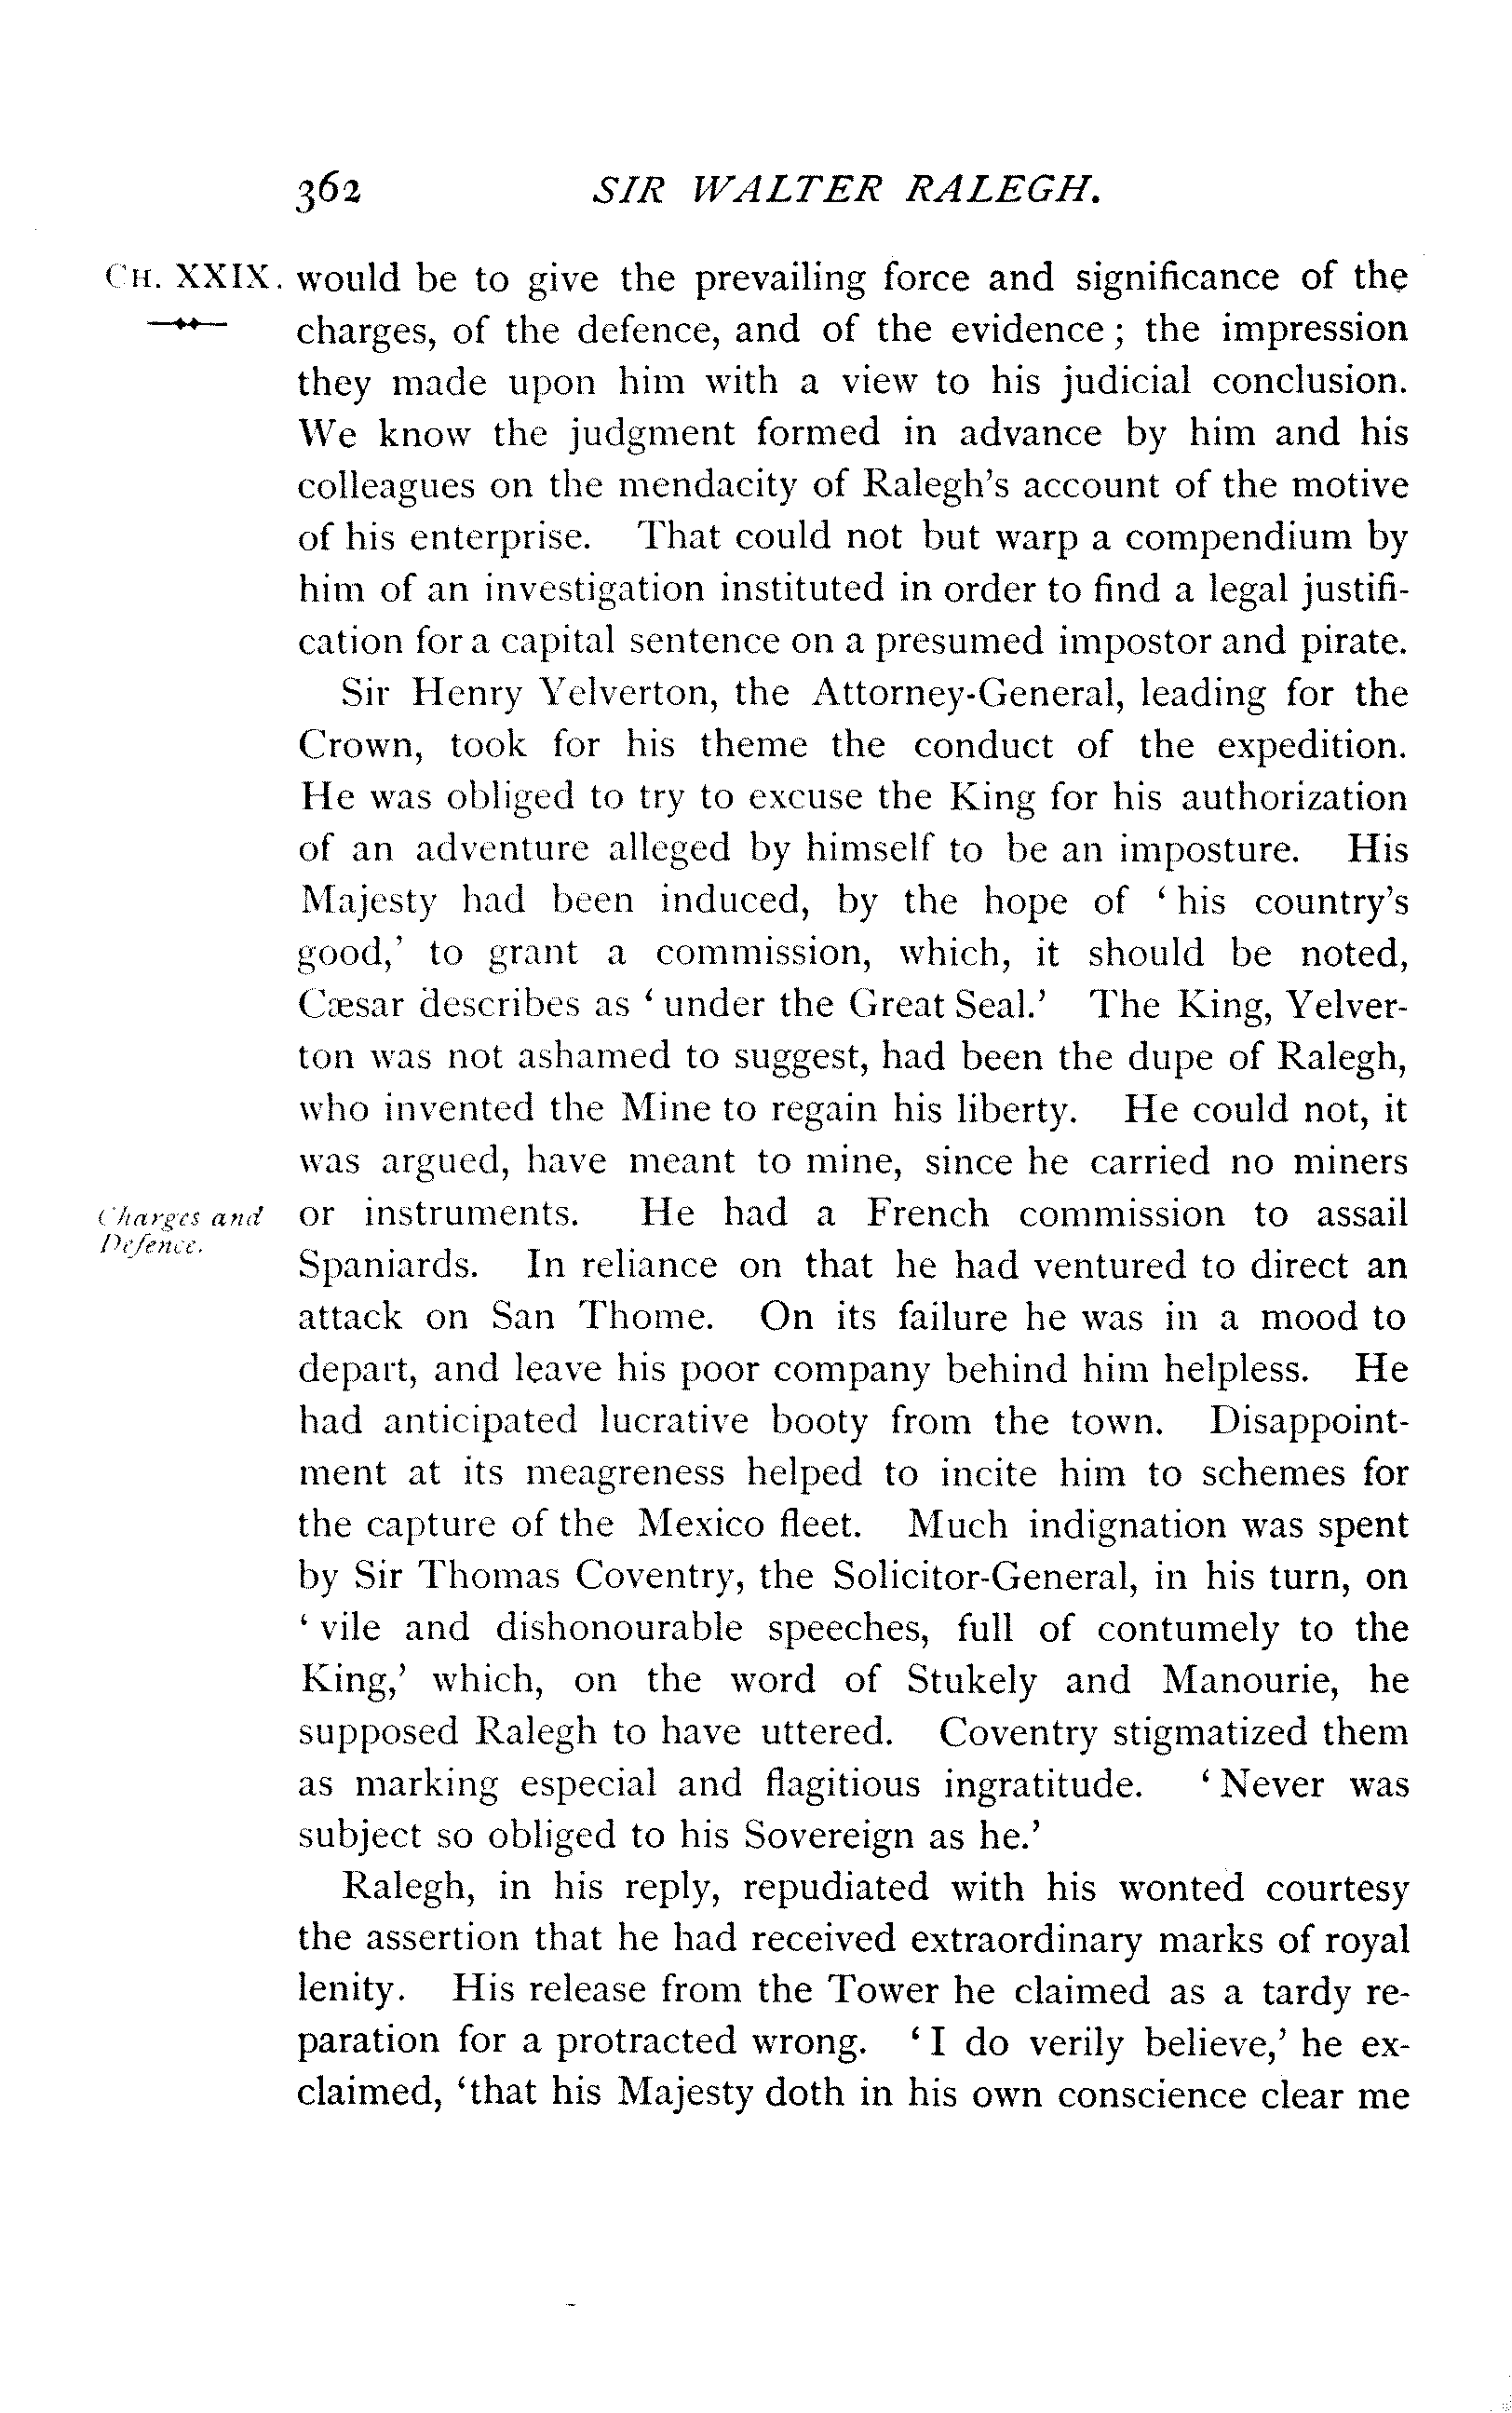 362 SIR WALTER RALEGH.
CH. XXIX. would be to give the prevailing force and significance of the
charges, of the defence, and of the evidence; the impression
they made upon him with a view to his judicial conclusion.
We know the judgment formed in advance by him and his
colleagues on the mendacity of Ralegh's account of the motive
of his enterprise. That could not but warp a compendium by
him of an investigation instituted in order to find a legal justifi-
cation for a capital sentence on a presumed impostor and pirate.
Sir Henry Yelverton, the Attorney-General, leading for the
Crown, took for his theme the conduct of the expedition.
He was obliged to try to excuse the King for his authorization
of an adventure alleged by himself to be an imposture. His
Majesty had been induced, by the hope of ‘his country's
good,’ to grant a commission, which, it should be noted,
Cæsar describes as ‘under the Great Seal.’ The King, Yelver-
ton was not ashamed to suggest, had been the dupe of Ralegh,
who invented the Mine to regain his liberty. He could not, it
was argued, have meant to mine, since he carried no miners
Charges and
Defence.
or instruments. He had a French commission to assail
Spaniards. In reliance on that he had ventured to direct an
attack on San Thome. On its failure he was in a mood to
depart, and leave his poor company behind him helpless. He
had anticipated lucrative booty from the town. Disappoint-
ment at its meagreness helped to incite him to schemes for
the capture of the Mexico fleet. Much indignation was spent
by Sir Thomas Coventry, the Solicitor-General, in his turn, on
‘vile and dishonourable speeches, full of contumely to the
King,’ which, on the word of Stukely and Manourie, he
supposed Ralegh to have uttered. Coventry stigmatized them
as marking especial and flagitious ingratitude. ‘Never was
subject so obliged to his Sovereign as he.’
Ralegh, in his reply, repudiated with his wonted courtesy
the assertion that he had received extraordinary marks of royal
lenity. His release from the Tower he claimed as a tardy re-
paration for a protracted wrong. ‘I do verily believe,’ he ex-
claimed, ‘that his Majesty doth in his own conscience clear me